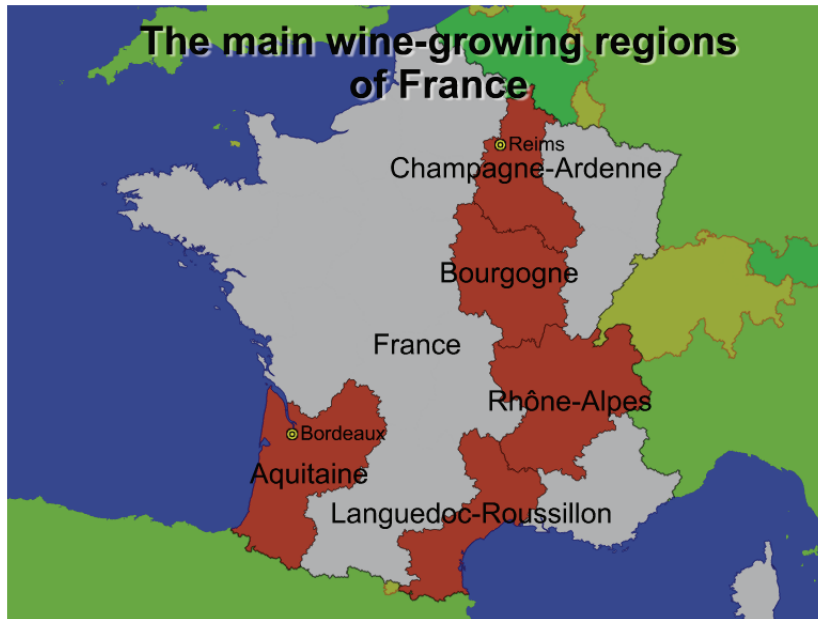 The main wine-growing regions
of France
Reims
Champagne-Ardenne
Bourgogne
France
Rhône-Alpes
Bordeaux
Aquitaine
Languedoc-Roussillon